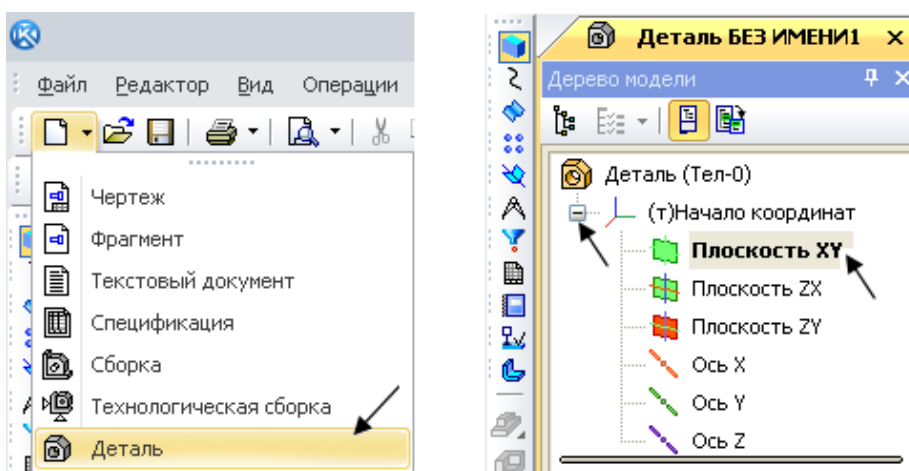 Файл Редактор Вид Операции
Чертеж
Фрагмент
Текстовый документ
Спецификация
Сборка
Технологическая сборка
Деталь
Деталь БЕЗ ИМЕНИ1
Дерево модели
Деталь (Тел-0)
(т)Начало координат
Плоскость XY
Плоскость ZX
Плоскость ZY
Ось X
Ось Y
Ось Z